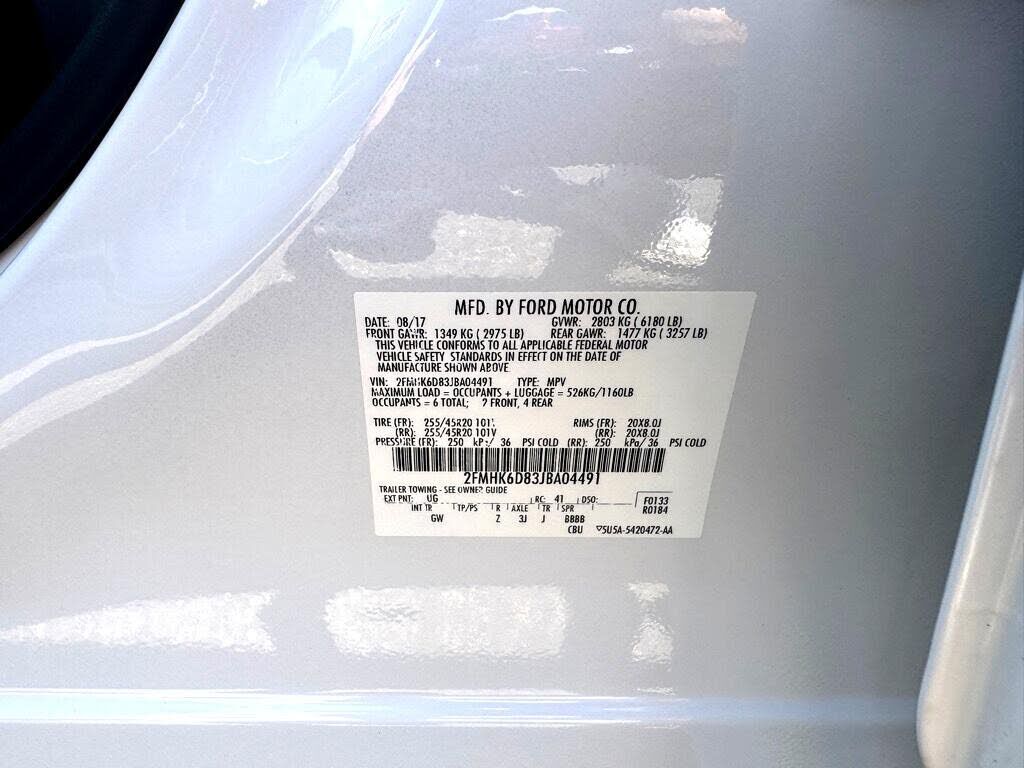 MFD. BY FORD MOTOR CO.
DATE: 08/17 GVWR: 2803 KG ( 6180 LB)
FRONT GAWR: 1349 KG ( 2975 LB) REAR GAWR: 1477 KG ( 3257 LB)
THIS VEHICLE CONFORMS TO ALL APPLICABLE FEDERAL MOTOR
VEHICLE SAFETY STANDARDS IN EFFECT ON THE DATE OF
MANUFACTURE SHOWN ABOVE.
VIN: 2FMHK6D83JBA04491 TYPE: MPV
MAXIMUM LOAD = OCCUPANTS + LUGGAGE = 526KG/1160LB
OCCUPANTS = 6 TOTAL; 2 FRONT, 4 REAR
TIRE (FR): 255/45R20 101V RIMS (FR): 20X8.0J
(RR): 255/45R20 101V (RR): 20X8.0J
PRESSURE (FR): 250 kPa/ 36 PSI COLD (RR): 250 kPa/ 36 PSI COLD
2FMHK6D83JBA04491
TRAILER TOWING - SEE OWNER GUIDE
EXT PNT: UG RC: 41 DSO: F0133
INT TR TP/PS R AXLE TR SPR R0184
GW Z 3J J BBBB
CBU ▽5U5A-5420472-AA